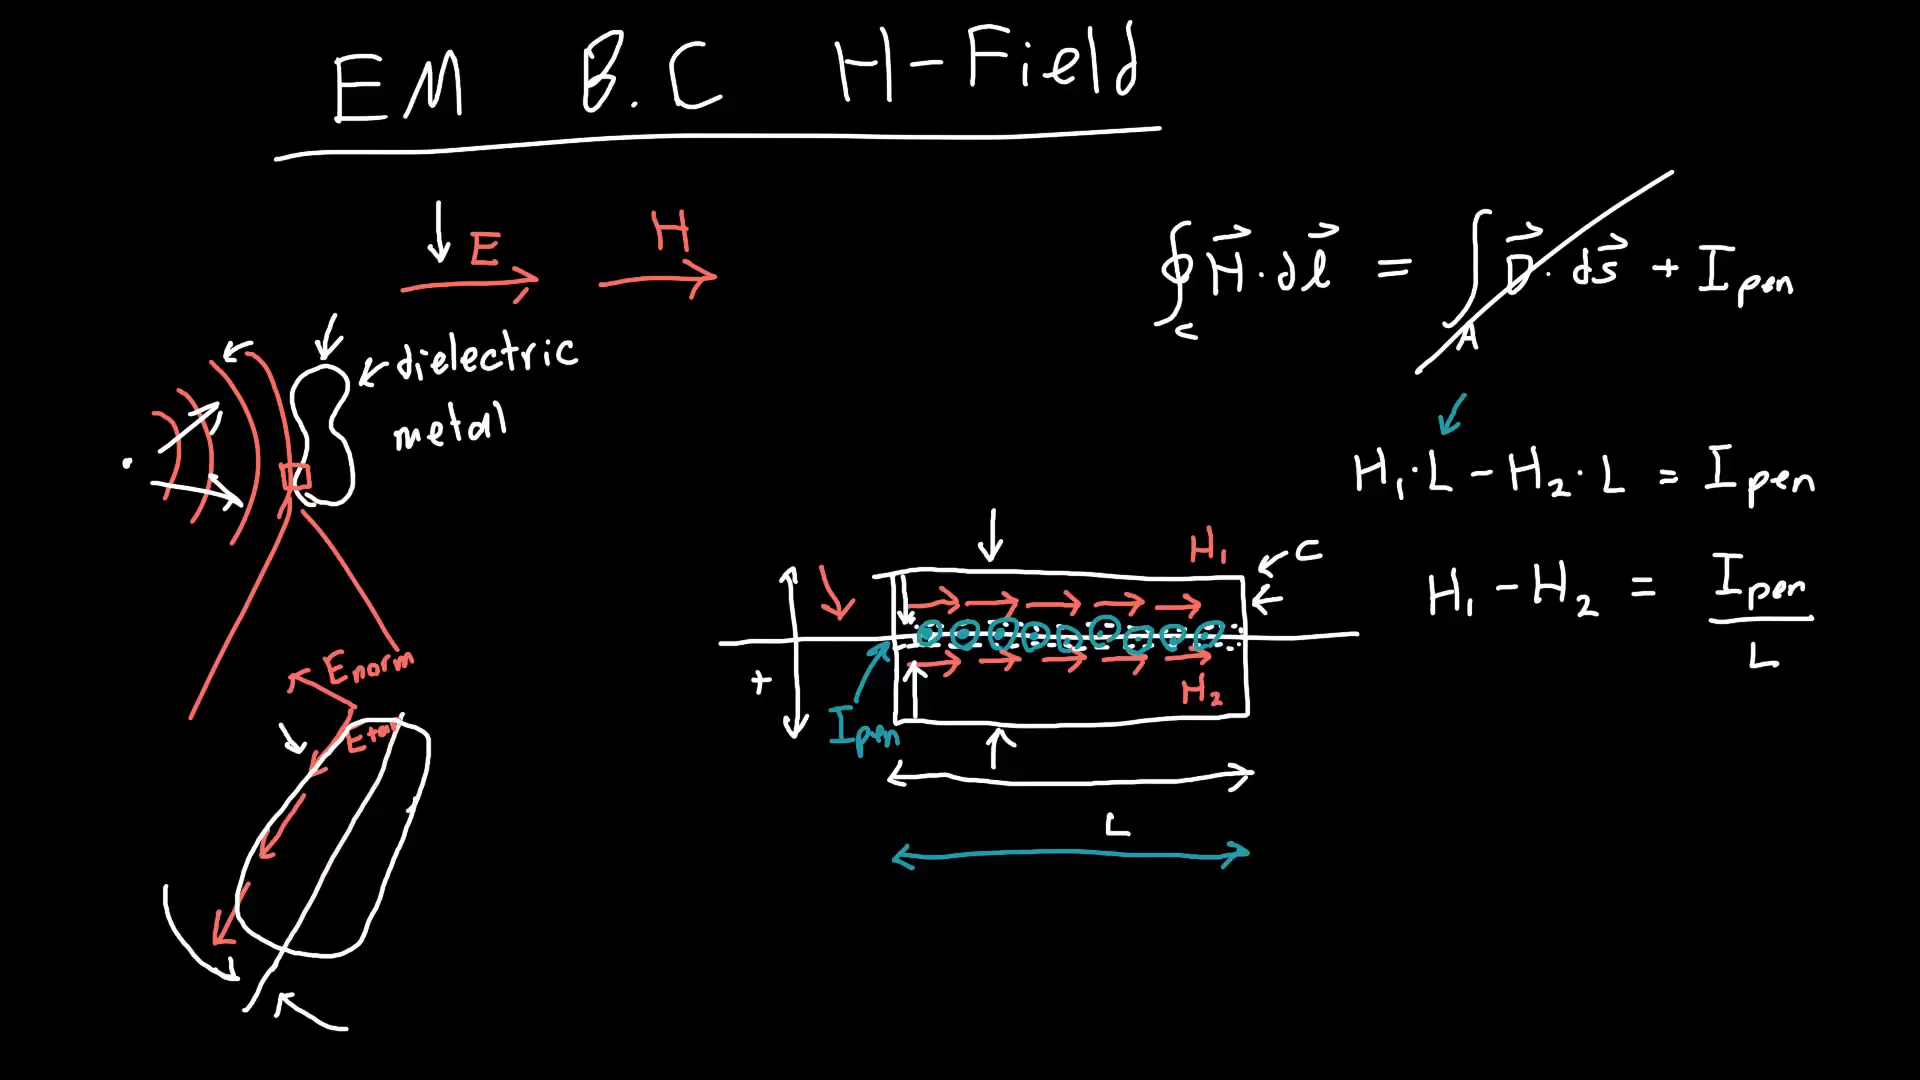 EM B.C H-Field
E H
∮c H⃗ · dl⃗ = ∫A D⃗ · ds⃗ + Ipen
dielectric
metal
H₁·L - H₂·L = Ipen
H₁ - H₂ = Ipen / L
H₁ C
+
H₂
Ipen
L
Enorm
Etan